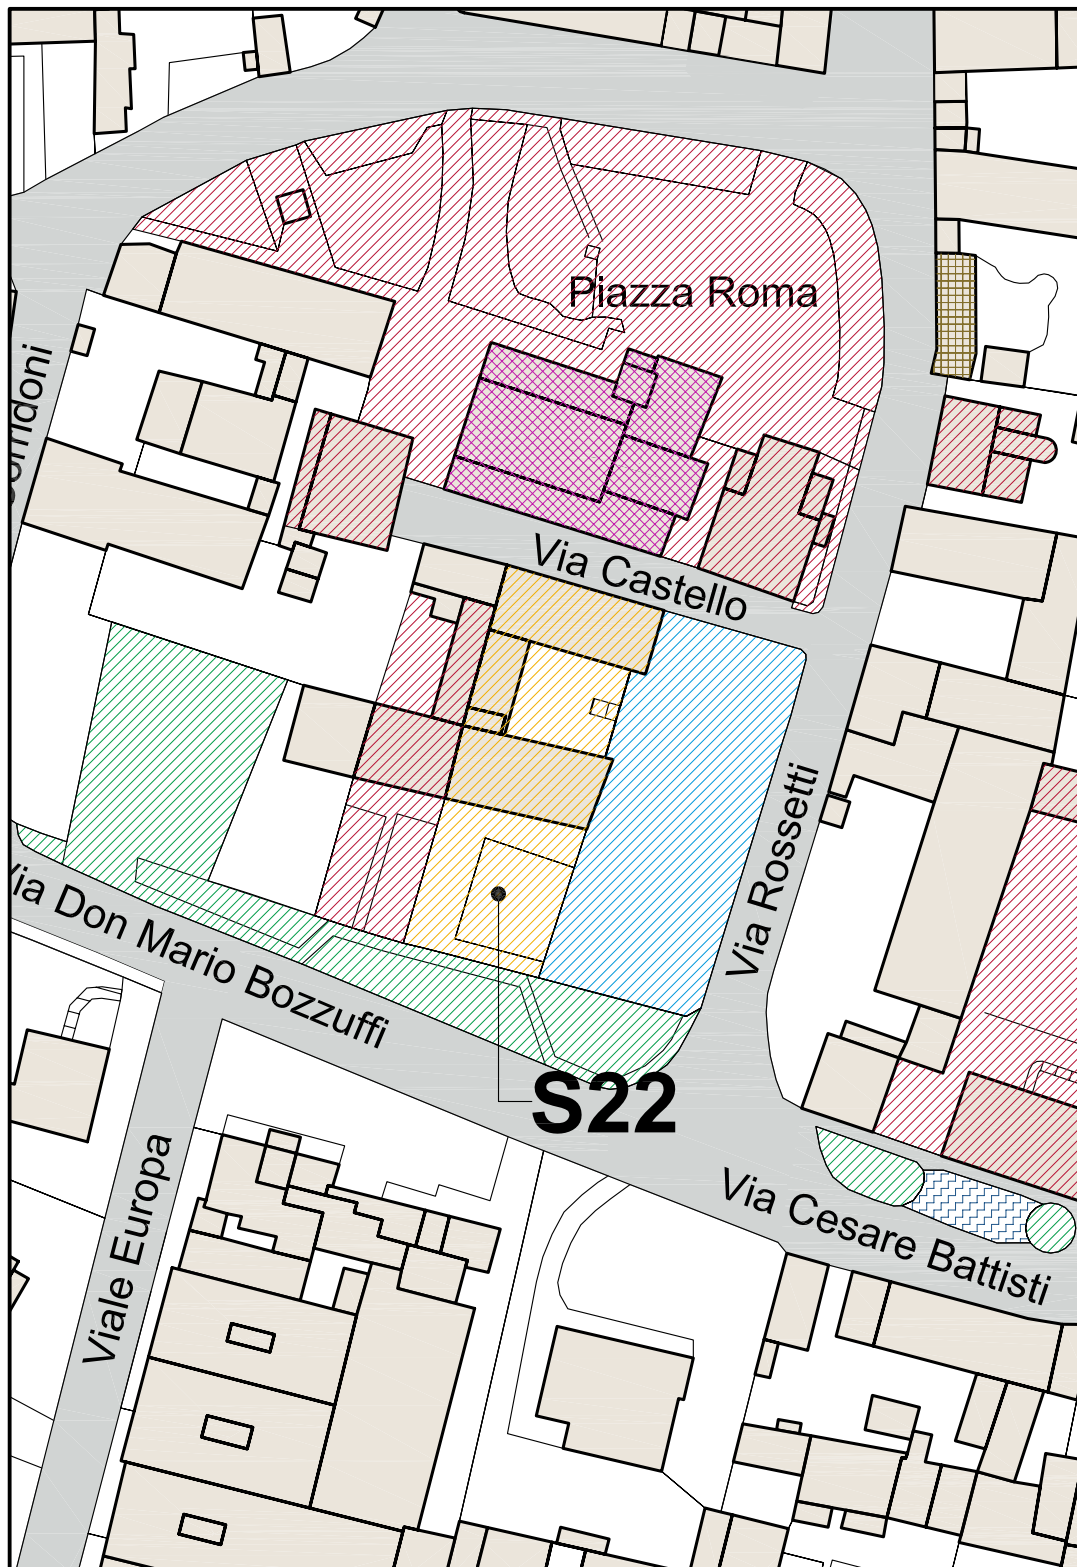 Piazza Roma
Via Castello
Via Rossetti
Via Don Mario Bozzuffi
S22
Via Cesare Battisti
Viale Europa